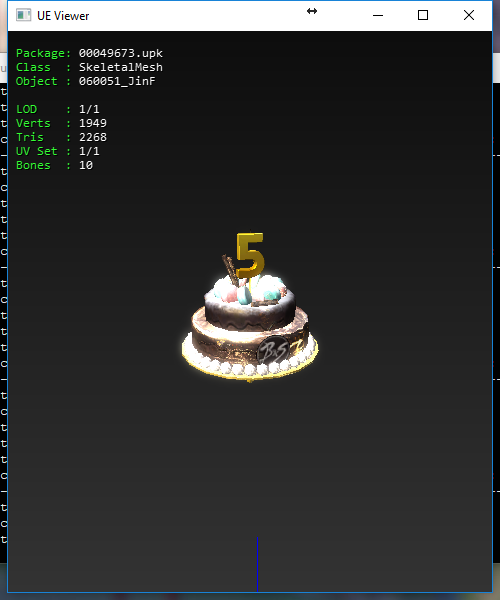 UE Viewer
Package: 00049673.upk
Class : SkeletalMesh
Object : 060051_JinF
LOD : 1/1
Verts : 1949
Tris : 2268
UV Set : 1/1
Bones : 10
5
B&S